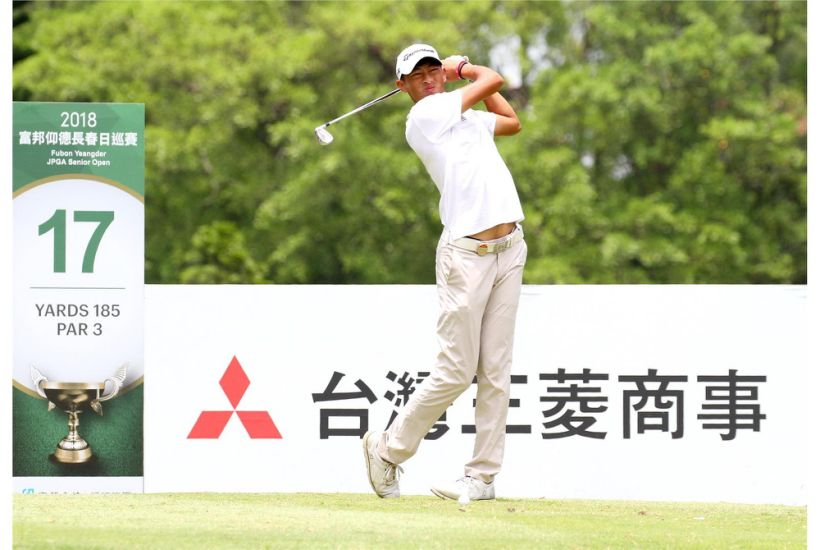 2018
富邦仰德長春日巡賽
Fubon Yeangder
JPGA Senior Open
17
YARDS 185
PAR 3
TaylorMade
台灣三菱商事